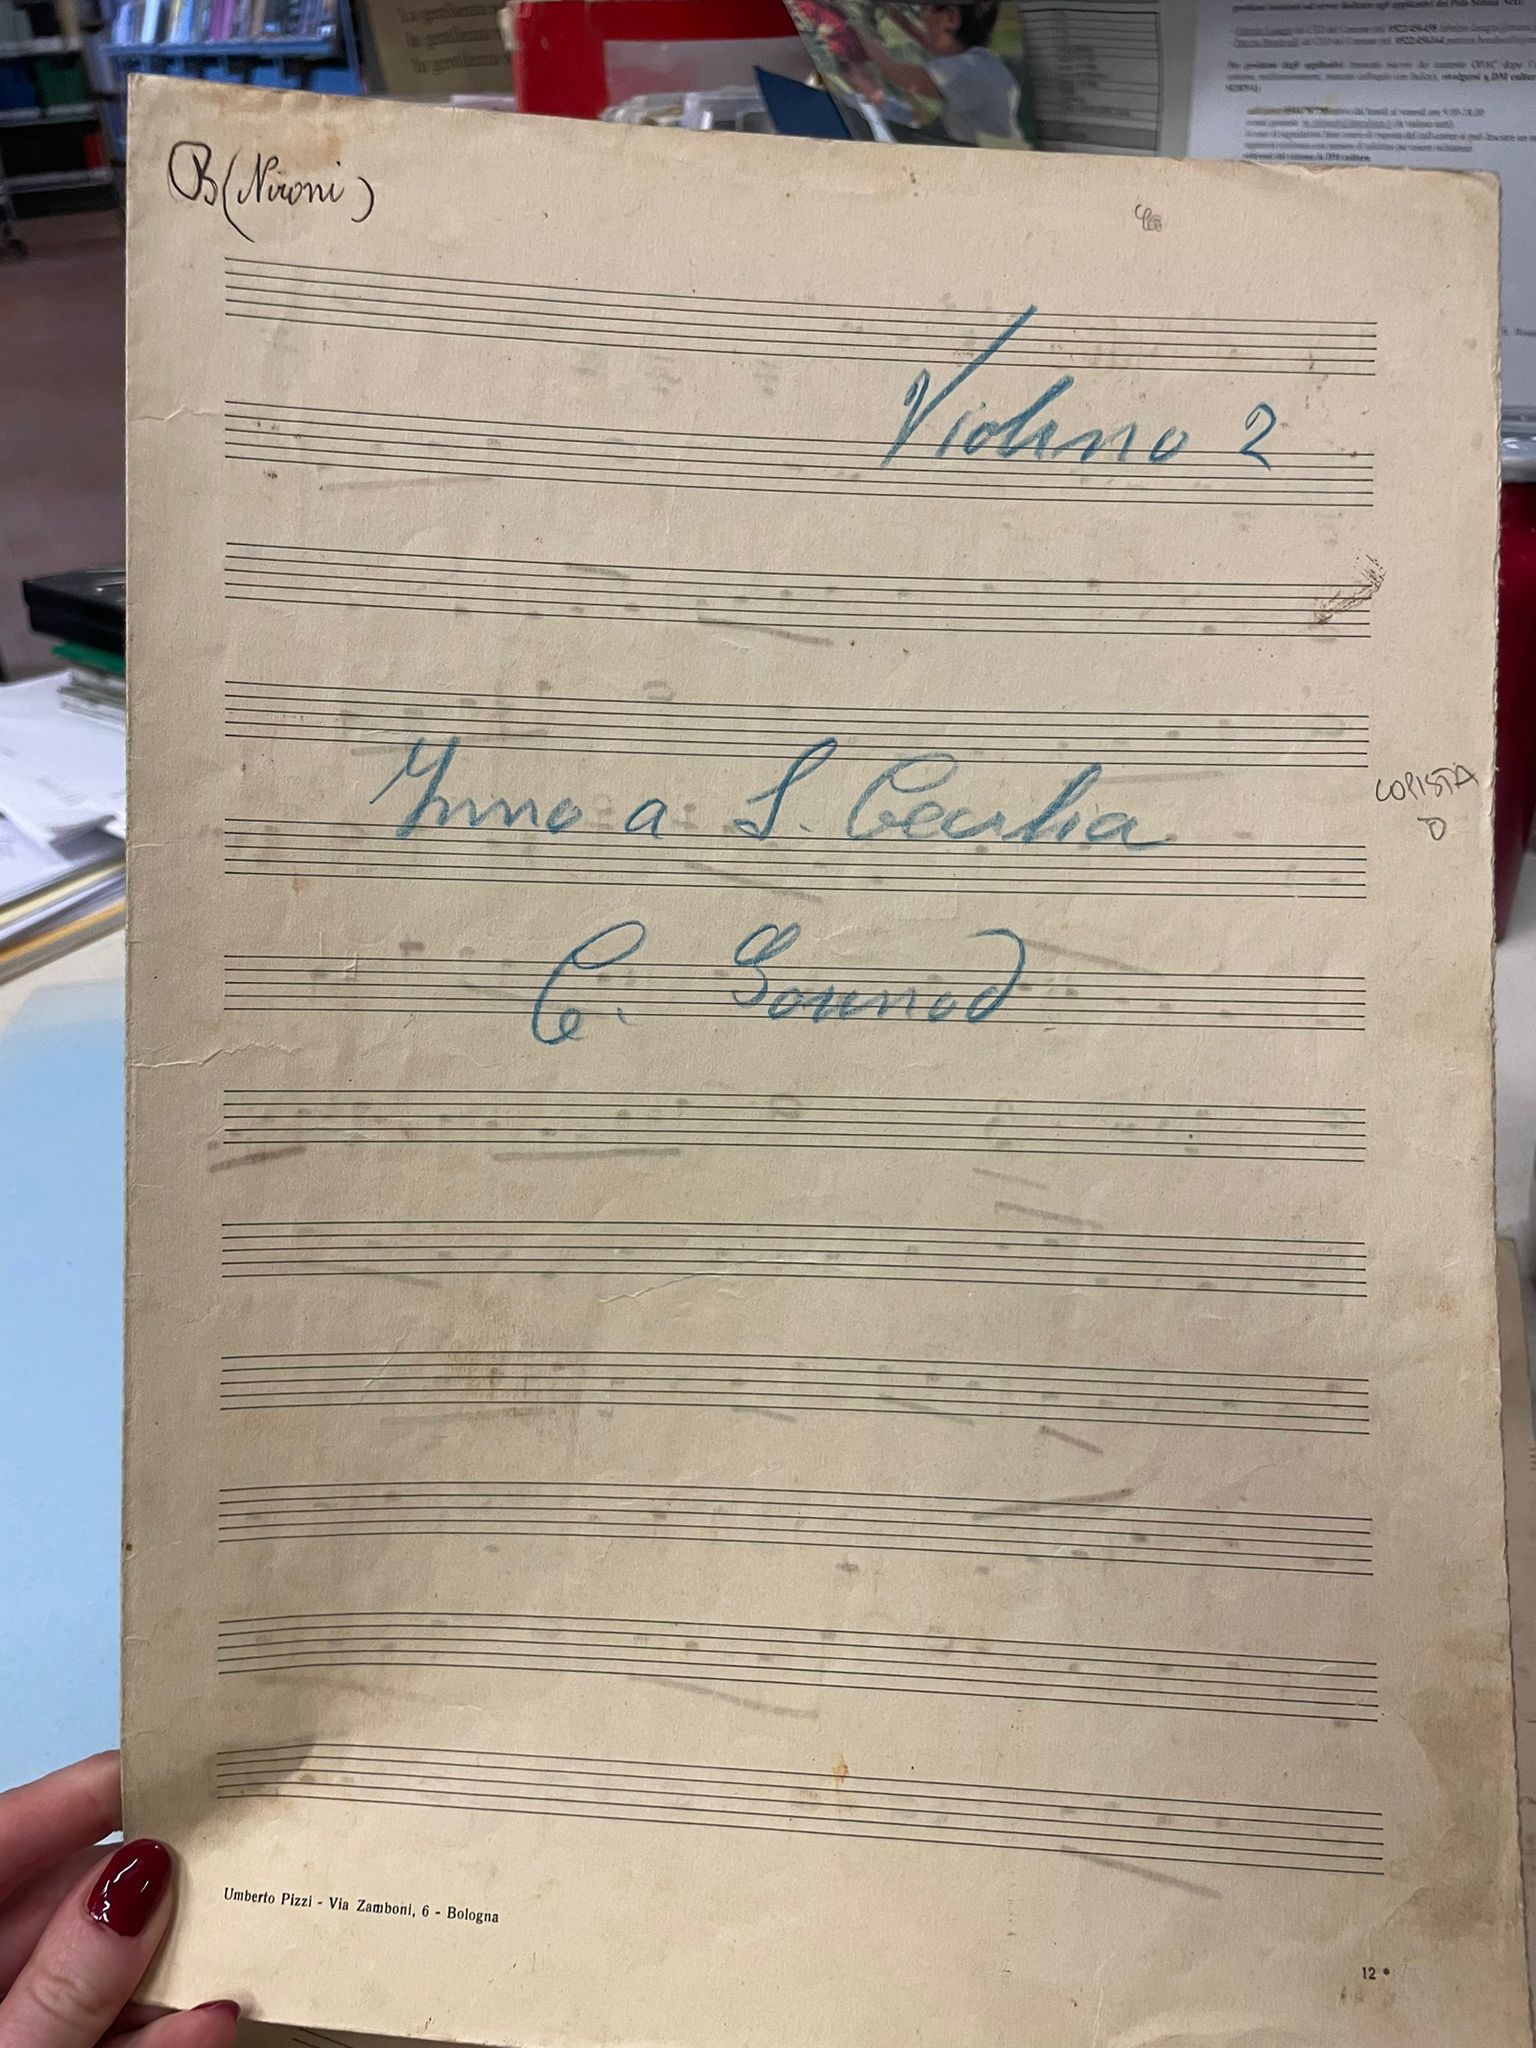 B (Nironi)
Violino 2
Inno a S. Cecilia
COPISTA
D
C. Gounod
Umberto Pizzi - Via Zamboni, 6 - Bologna
12 *